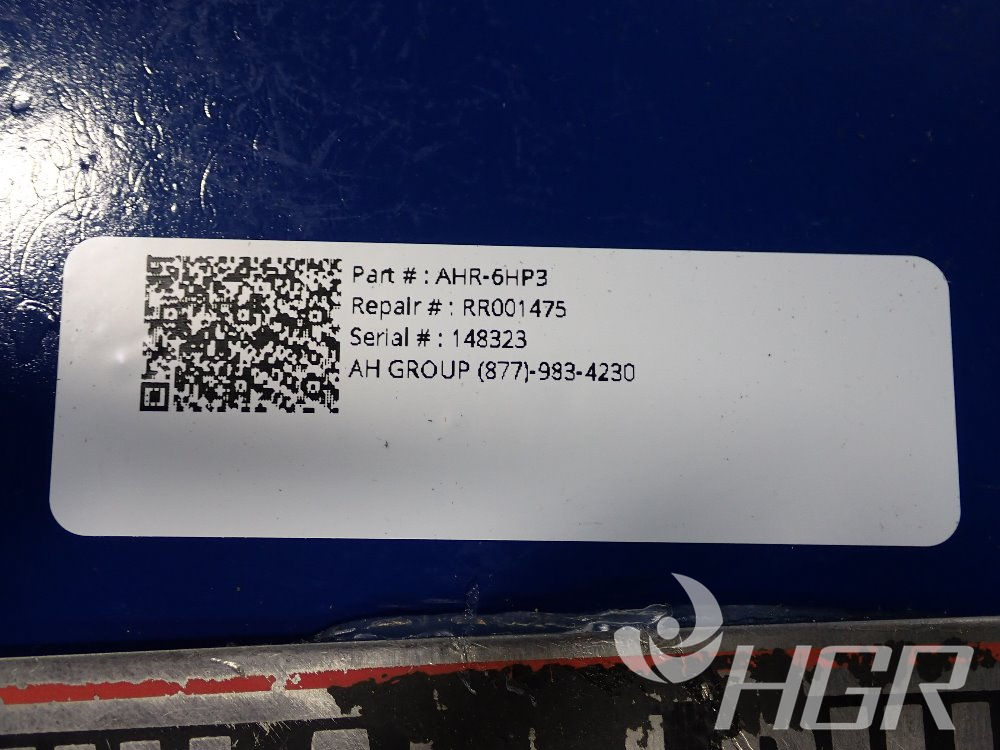 Part # : AHR-6HP3
Repair # : RR001475
Serial # : 148323
AH GROUP (877)-983-4230
HGR